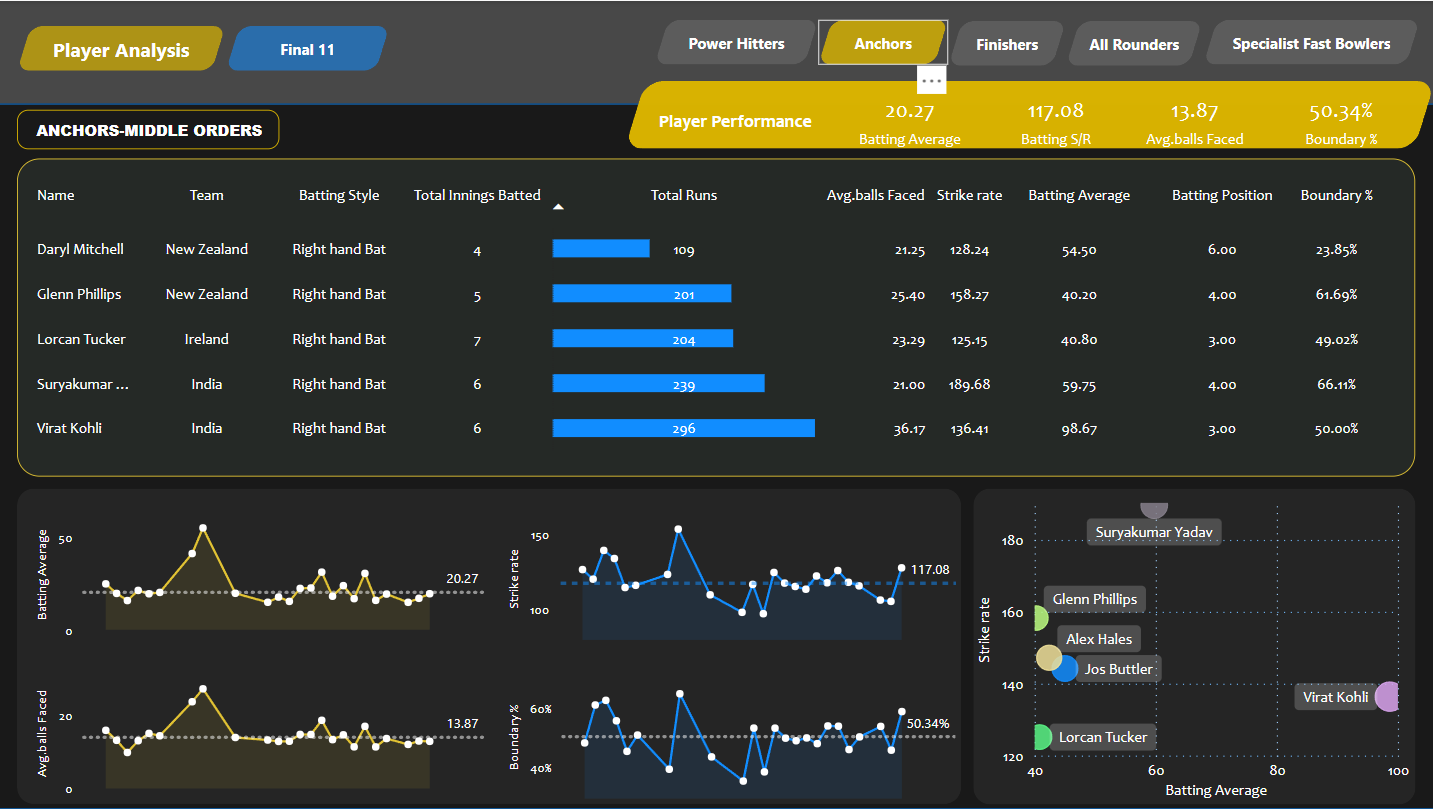 Player Analysis
Final 11
Power Hitters
Anchors
Finishers
All Rounders
Specialist Fast Bowlers
...
Player Performance
20.27
Batting Average
117.08
Batting S/R
13.87
Avg.balls Faced
50.34%
Boundary %
ANCHORS-MIDDLE ORDERS
Name Team Batting Style Total Innings Batted Total Runs Avg.balls Faced Strike rate Batting Average Batting Position Boundary %
Daryl Mitchell New Zealand Right hand Bat 4 109 21.25 128.24 54.50 6.00 23.85%
Glenn Phillips New Zealand Right hand Bat 5 201 25.40 158.27 40.20 4.00 61.69%
Lorcan Tucker Ireland Right hand Bat 7 204 23.29 125.15 40.80 3.00 49.02%
Suryakumar ... India Right hand Bat 6 239 21.00 189.68 59.75 4.00 66.11%
Virat Kohli India Right hand Bat 6 296 36.17 136.41 98.67 3.00 50.00%
Batting Average
50
0
20.27
Strike rate
150
100
117.08
Avg.balls Faced
20
0
13.87
Boundary %
60%
40%
50.34%
Strike rate
180
160
140
120
Suryakumar Yadav
Glenn Phillips
Alex Hales
Jos Buttler
Virat Kohli
Lorcan Tucker
40 60 80 100
Batting Average